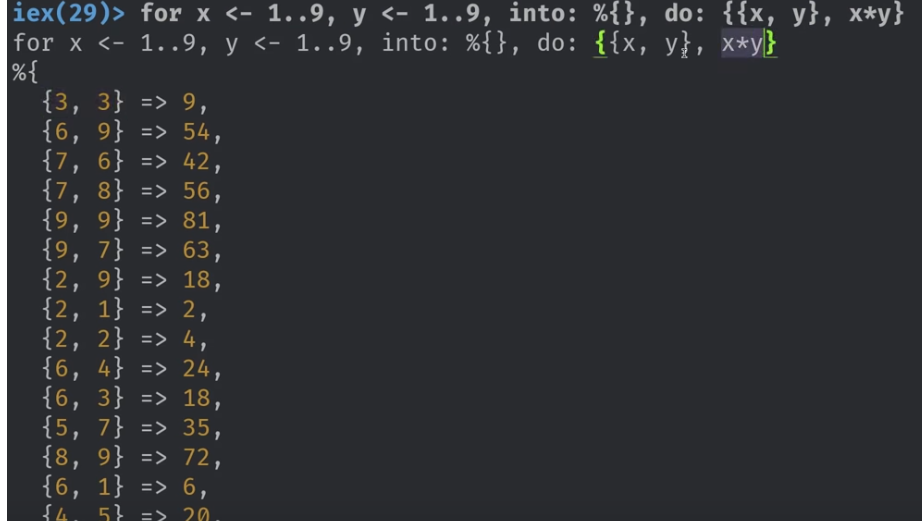 iex(29)> for x <- 1..9, y <- 1..9, into: %{}, do: {{x, y}, x*y}
for x <- 1..9, y <- 1..9, into: %{}, do: {{x, y}, x*y}
%{
  {3, 3} => 9,
  {6, 9} => 54,
  {7, 6} => 42,
  {7, 8} => 56,
  {9, 9} => 81,
  {9, 7} => 63,
  {2, 9} => 18,
  {2, 1} => 2,
  {2, 2} => 4,
  {6, 4} => 24,
  {6, 3} => 18,
  {5, 7} => 35,
  {8, 9} => 72,
  {6, 1} => 6,
  {4, 5} => 20,